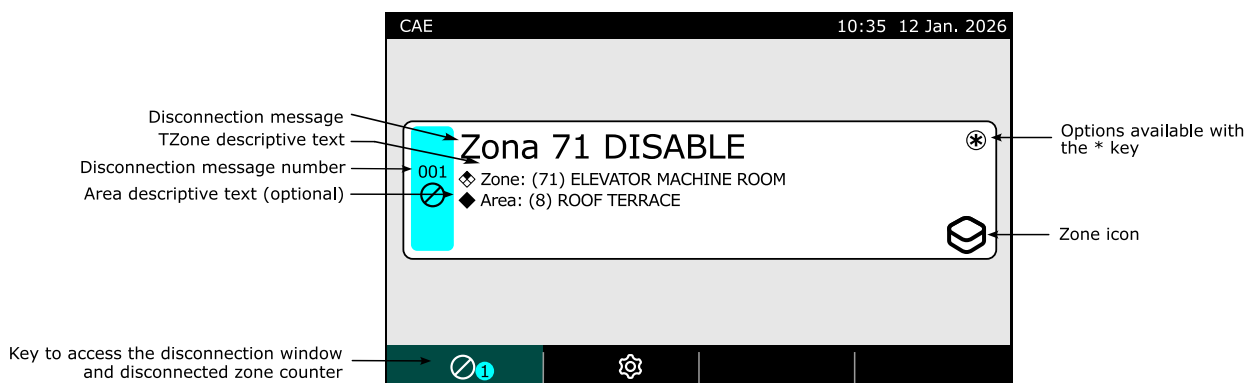 CAE
10:35 12 Jan. 2026
Disconnection message
TZone descriptive text
Disconnection message number
Area descriptive text (optional)
001
Zona 71 DISABLE
Zone: (71) ELEVATOR MACHINE ROOM
Area: (8) ROOF TERRACE
*
Options available with
the * key
Zone icon
Key to access the disconnection window
and disconnected zone counter
1